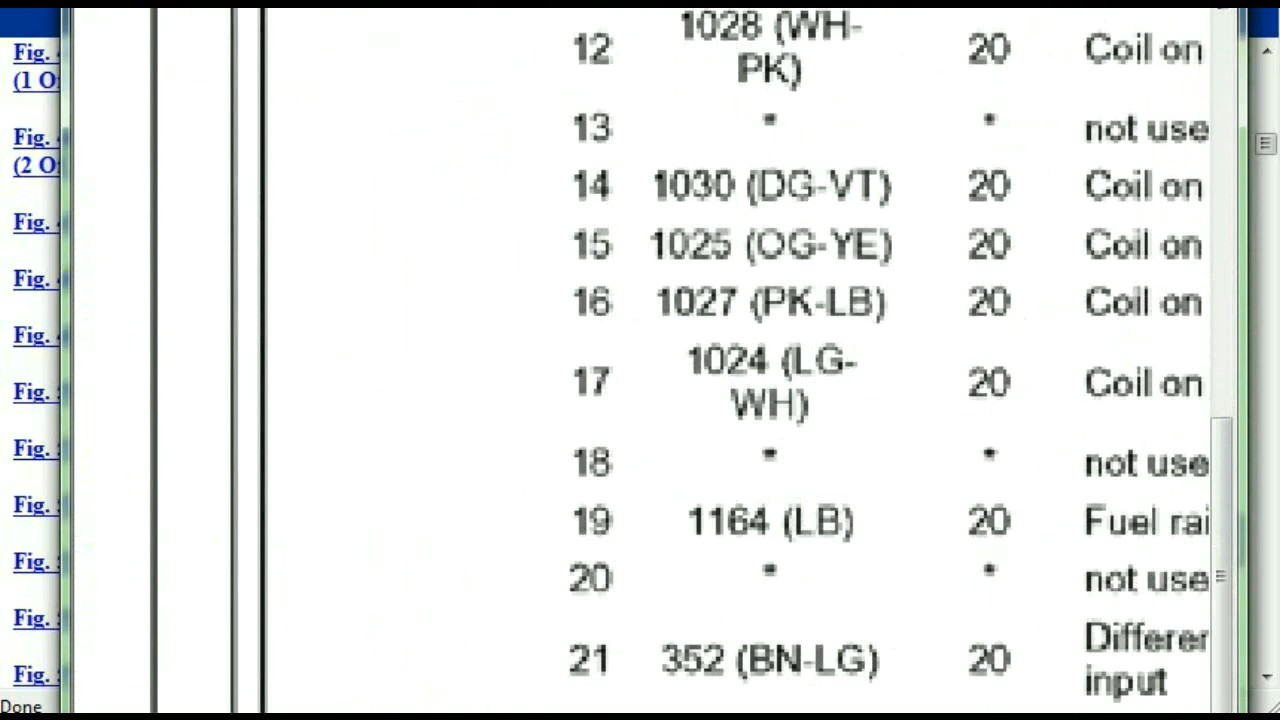 Fig.
(1 O
Fig.
(2 O
Fig.
Fig.
Fig.
Fig.
Fig.
Fig.
Fig.
Fig.
Fig.
Done
12 1028 (WH-PK) 20 Coil on
13 * * not use
14 1030 (DG-VT) 20 Coil on
15 1025 (OG-YE) 20 Coil on
16 1027 (PK-LB) 20 Coil on
17 1024 (LG-WH) 20 Coil on
18 * * not use
19 1164 (LB) 20 Fuel rai
20 * * not use
21 352 (BN-LG) 20 Differen
input